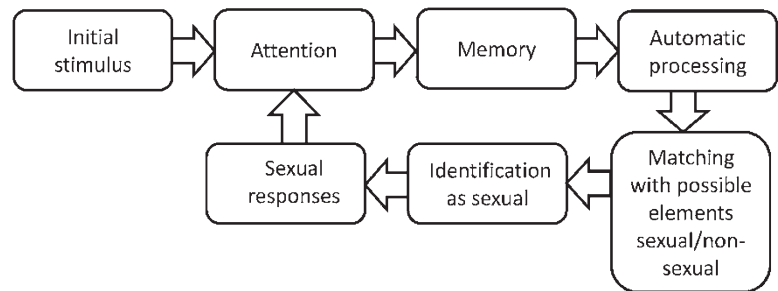 Initial
stimulus
Attention
Memory
Automatic
processing
Matching
with possible
elements
sexual/non-
sexual
Identification
as sexual
Sexual
responses